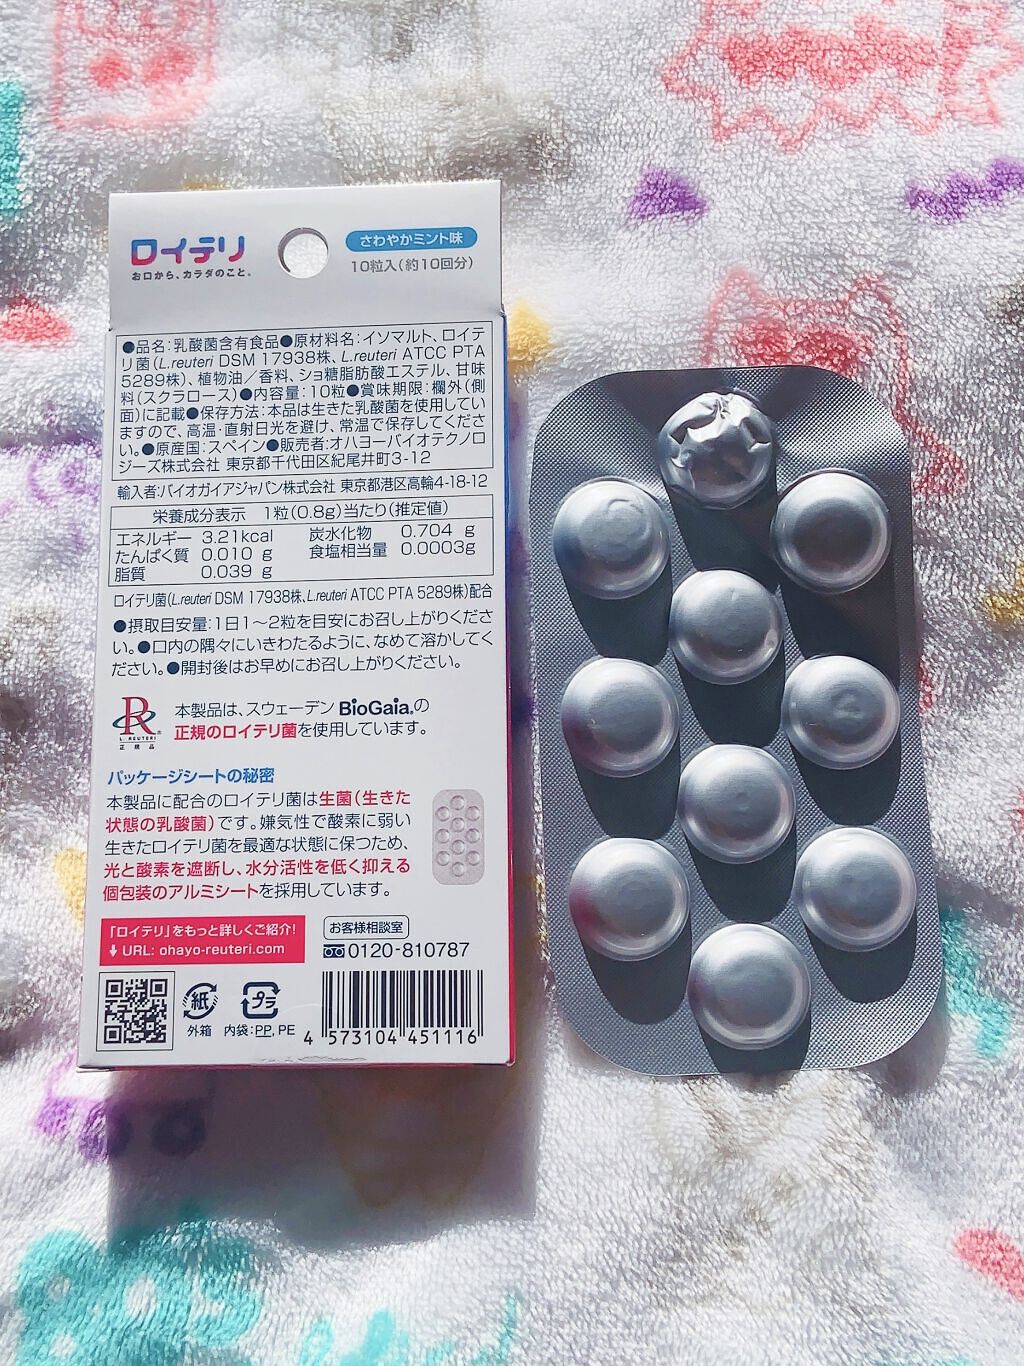 ロイテリ
お口から、カラダのこと。
さわやかミント味
10粒入(約10回分)
●品名:乳酸菌含有食品●原材料名:イソマルト、ロイテ
リ菌(L.reuteri DSM 17938株、L.reuteri ATCC PTA
5289株)、植物油/香料、ショ糖脂肪酸エステル、甘味
料(スクラロース)●内容量:10粒●賞味期限:欄外(側
面)に記載●保存方法:本品は生きた乳酸菌を使用してい
ますので、高温・直射日光を避け、常温で保存してくださ
い。●原産国:スペイン●販売者:オハヨーバイオテクノロ
ジーズ株式会社 東京都千代田区紀尾井町3-12
輸入者:バイオガイアジャパン株式会社 東京都港区高輪4-18-12
栄養成分表示 1粒(0.8g)当たり(推定値)
エネルギー 3.21kcal 炭水化物 0.704 g
たんぱく質 0.010 g 食塩相当量 0.0003g
脂質 0.039 g
ロイテリ菌(L.reuteri DSM 17938株、L.reuteri ATCC PTA 5289株)配合
●摂取目安量:1日1～2粒を目安にお召し上がりくださ
い。●口内の隅々にいきわたるように、なめて溶かしてく
ださい。●開封後はお早めにお召し上がりください。
R
L. REUTERI
正規品
本製品は、スウェーデン BioGaia®の
正規のロイテリ菌を使用しています。
パッケージシートの秘密
本製品に配合のロイテリ菌は生菌(生きた
状態の乳酸菌)です。嫌気性で酸素に弱い
生きたロイテリ菌を最適な状態に保つため、
光と酸素を遮断し、水分活性を低く抑える
個包装のアルミシートを採用しています。
「ロイテリ」をもっと詳しくご紹介!
URL: ohayo-reuteri.com
お客様相談室
0120-810787
紙
外箱
プラ
内袋:PP, PE
4 573104 451116